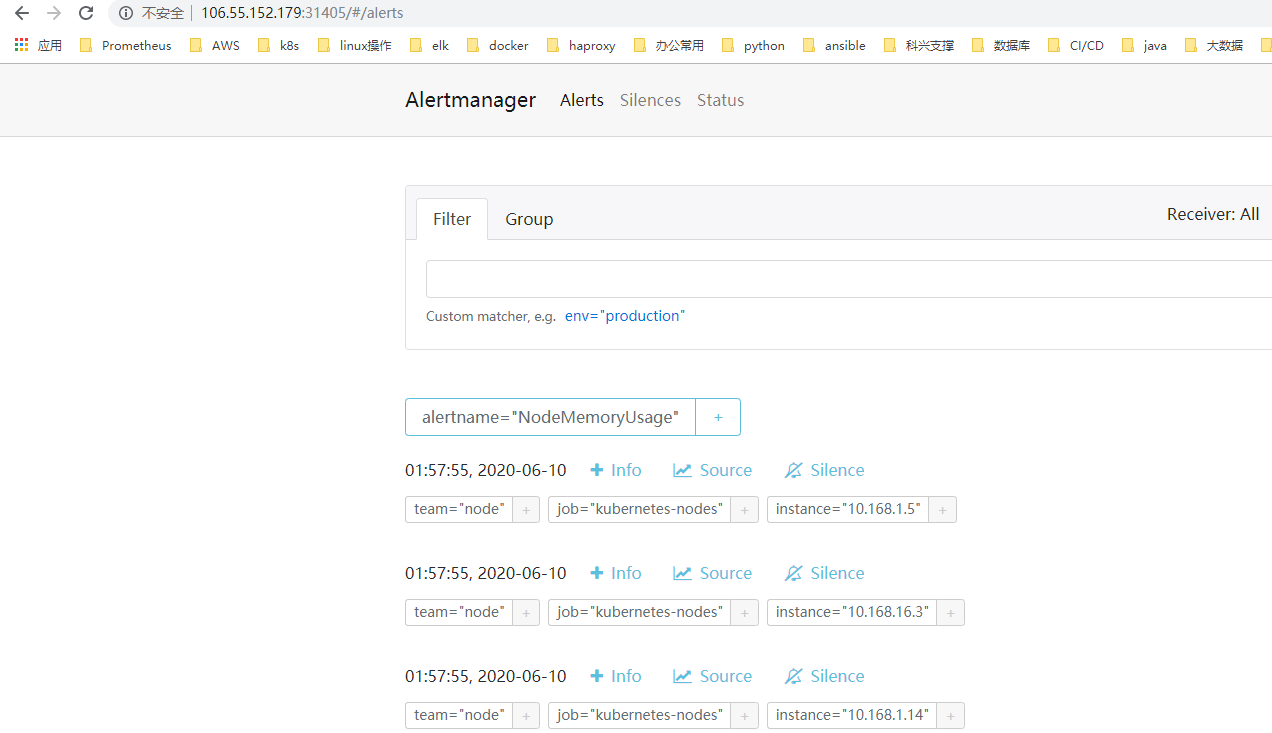 不安全 106.55.152.179:31405/#/alerts
应用 Prometheus AWS k8s linux操作 elk docker haproxy 办公常用 python ansible 科兴支撑 数据库 CI/CD java 大数据
Alertmanager Alerts Silences Status
Filter Group Receiver: All
Custom matcher, e.g. env="production"
alertname="NodeMemoryUsage" +
01:57:55, 2020-06-10 + Info Source Silence
team="node" + job="kubernetes-nodes" + instance="10.168.1.5" +
01:57:55, 2020-06-10 + Info Source Silence
team="node" + job="kubernetes-nodes" + instance="10.168.16.3" +
01:57:55, 2020-06-10 + Info Source Silence
team="node" + job="kubernetes-nodes" + instance="10.168.1.14" +